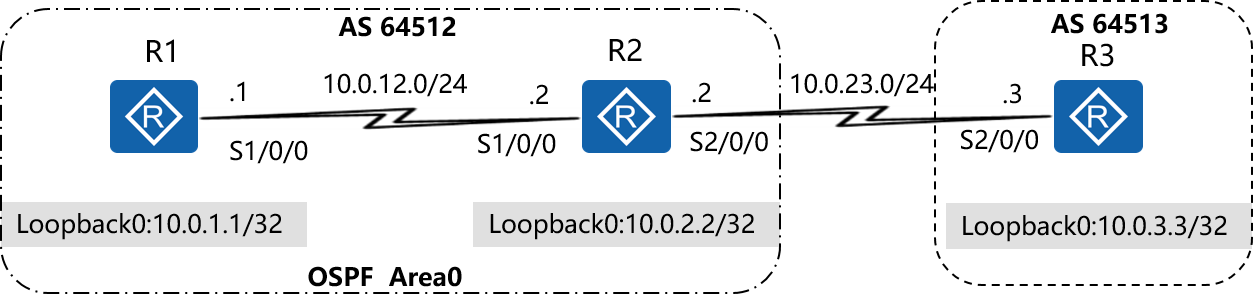 AS 64512
AS 64513
R1
R2
R3
10.0.12.0/24
10.0.23.0/24
.1
.2
.2
.3
S1/0/0
S1/0/0
S2/0/0
S2/0/0
R
R
R
Loopback0:10.0.1.1/32
Loopback0:10.0.2.2/32
Loopback0:10.0.3.3/32
OSPF Area0